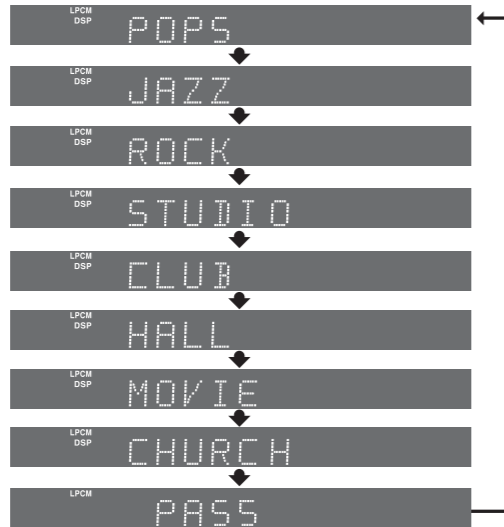 LPCM
DSP
POPS
LPCM
DSP
JAZZ
LPCM
DSP
ROCK
LPCM
DSP
STUDIO
LPCM
DSP
CLUB
LPCM
DSP
HALL
LPCM
DSP
MOVIE
LPCM
DSP
CHURCH
LPCM
PASS